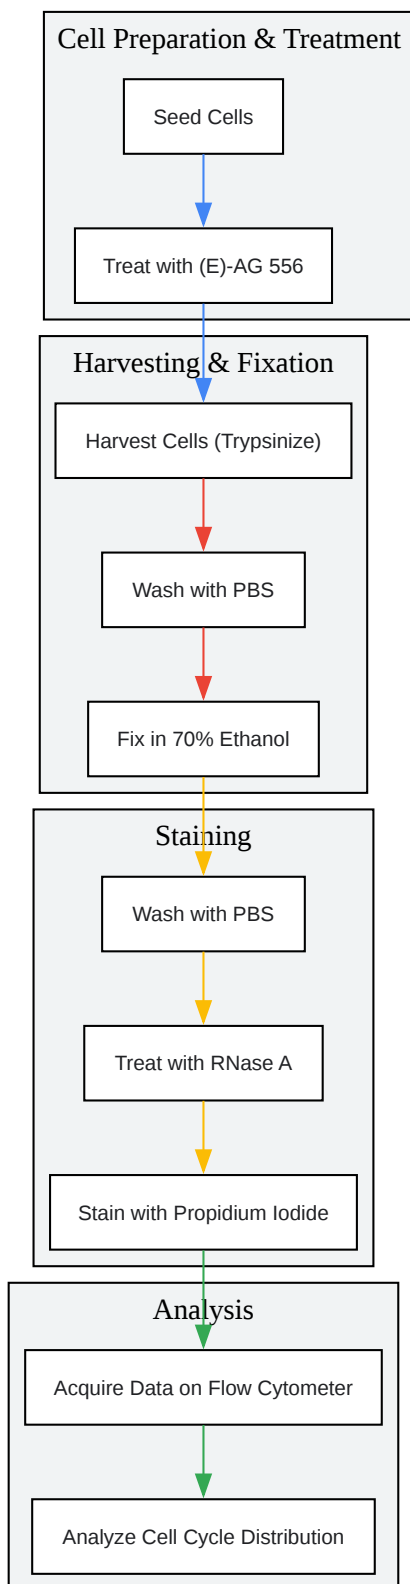 Cell Preparation & Treatment
Seed Cells
Treat with (E)-AG 556
Harvesting & Fixation
Harvest Cells (Trypsinize)
Wash with PBS
Fix in 70% Ethanol
Staining
Wash with PBS
Treat with RNase A
Stain with Propidium Iodide
Analysis
Acquire Data on Flow Cytometer
Analyze Cell Cycle Distribution